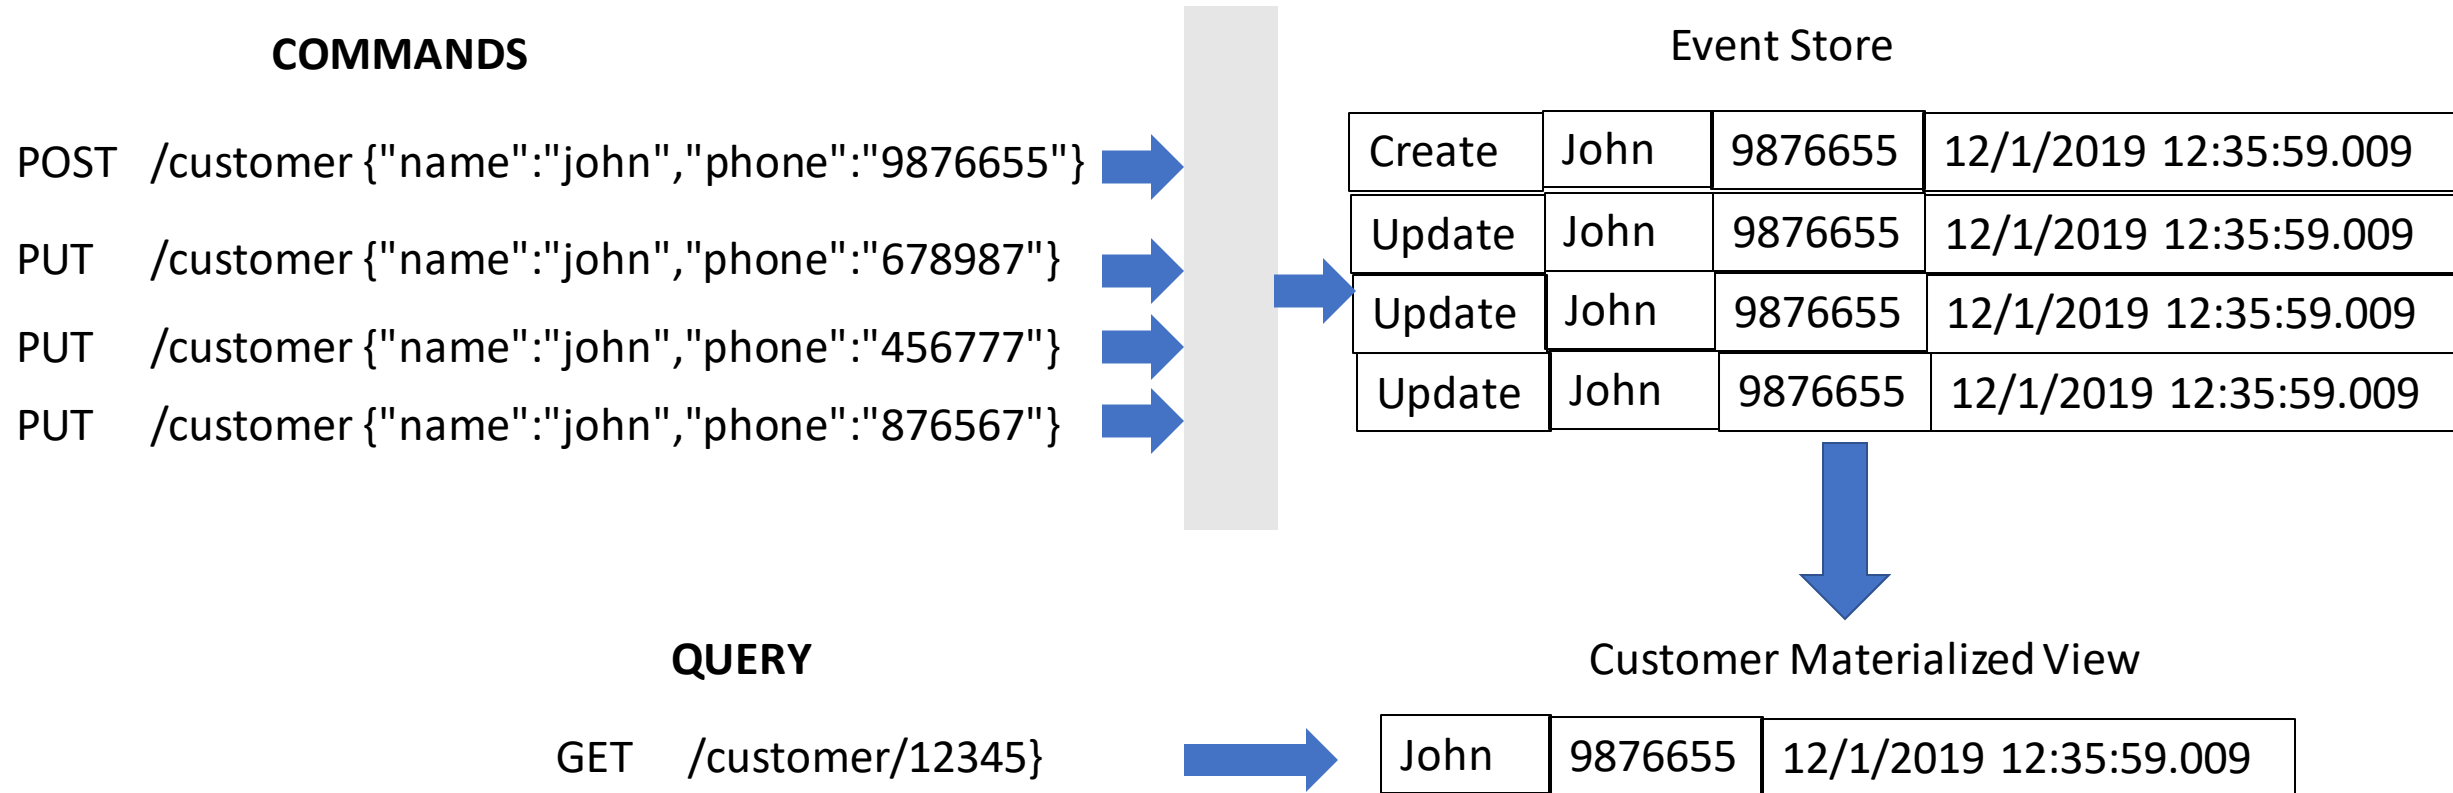 COMMANDS
POST /customer {"name":"john","phone":"9876655"}
PUT /customer {"name":"john","phone":"678987"}
PUT /customer {"name":"john","phone":"456777"}
PUT /customer {"name":"john","phone":"876567"}
Event Store
Create John 9876655 12/1/2019 12:35:59.009
Update John 9876655 12/1/2019 12:35:59.009
Update John 9876655 12/1/2019 12:35:59.009
Update John 9876655 12/1/2019 12:35:59.009
QUERY
GET /customer/12345}
Customer Materialized View
John 9876655 12/1/2019 12:35:59.009